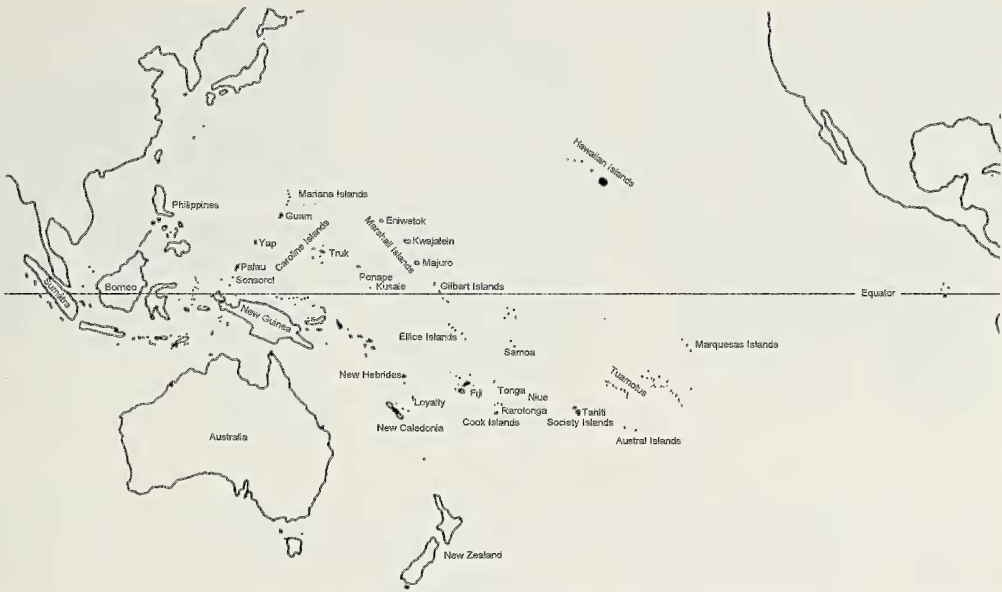 Hawaiian Islands
Mariana Islands
Philippines
Guam
Eniwetok
Caroline Islands
Marshall Islands
Yap
Kwajalein
Truk
Palau
Majuro
Sonsorol
Ponape
Kusaie
Gilbert Islands
Sumatra
Borneo
Equator
New Guinea
Ellice Islands
Samoa
Marquesas Islands
New Hebrides
Fiji
Tonga
Niue
Tuamotus
Loyalty
Rarotonga
Tahiti
New Caledonia
Cook Islands
Society Islands
Austral Islands
Australia
New Zealand